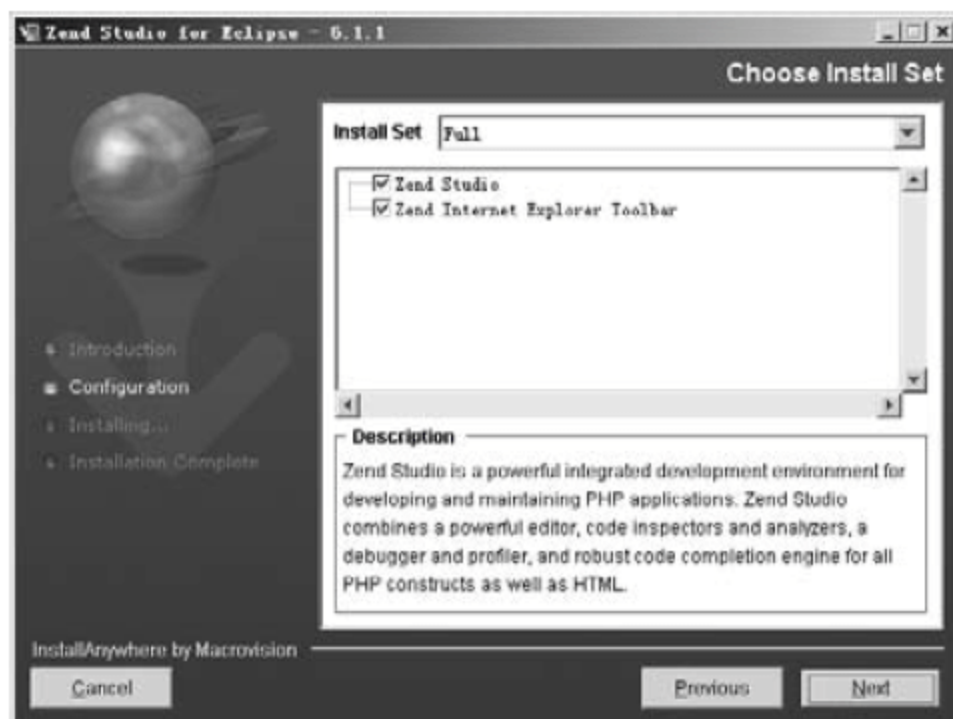 Zend Studio for Eclipse - 6.1.1
Choose Install Set
Install Set Full
Zend Studio
Zend Internet Explorer Toolbar
Introduction
Configuration
Installing...
Installation Complete
Description
Zend Studio is a powerful integrated development environment for
developing and maintaining PHP applications. Zend Studio
combines a powerful editor, code inspectors and analyzers, a
debugger and profiler, and robust code completion engine for all
PHP constructs as well as HTML.
InstallAnywhere by Macrovision
Cancel
Previous
Next